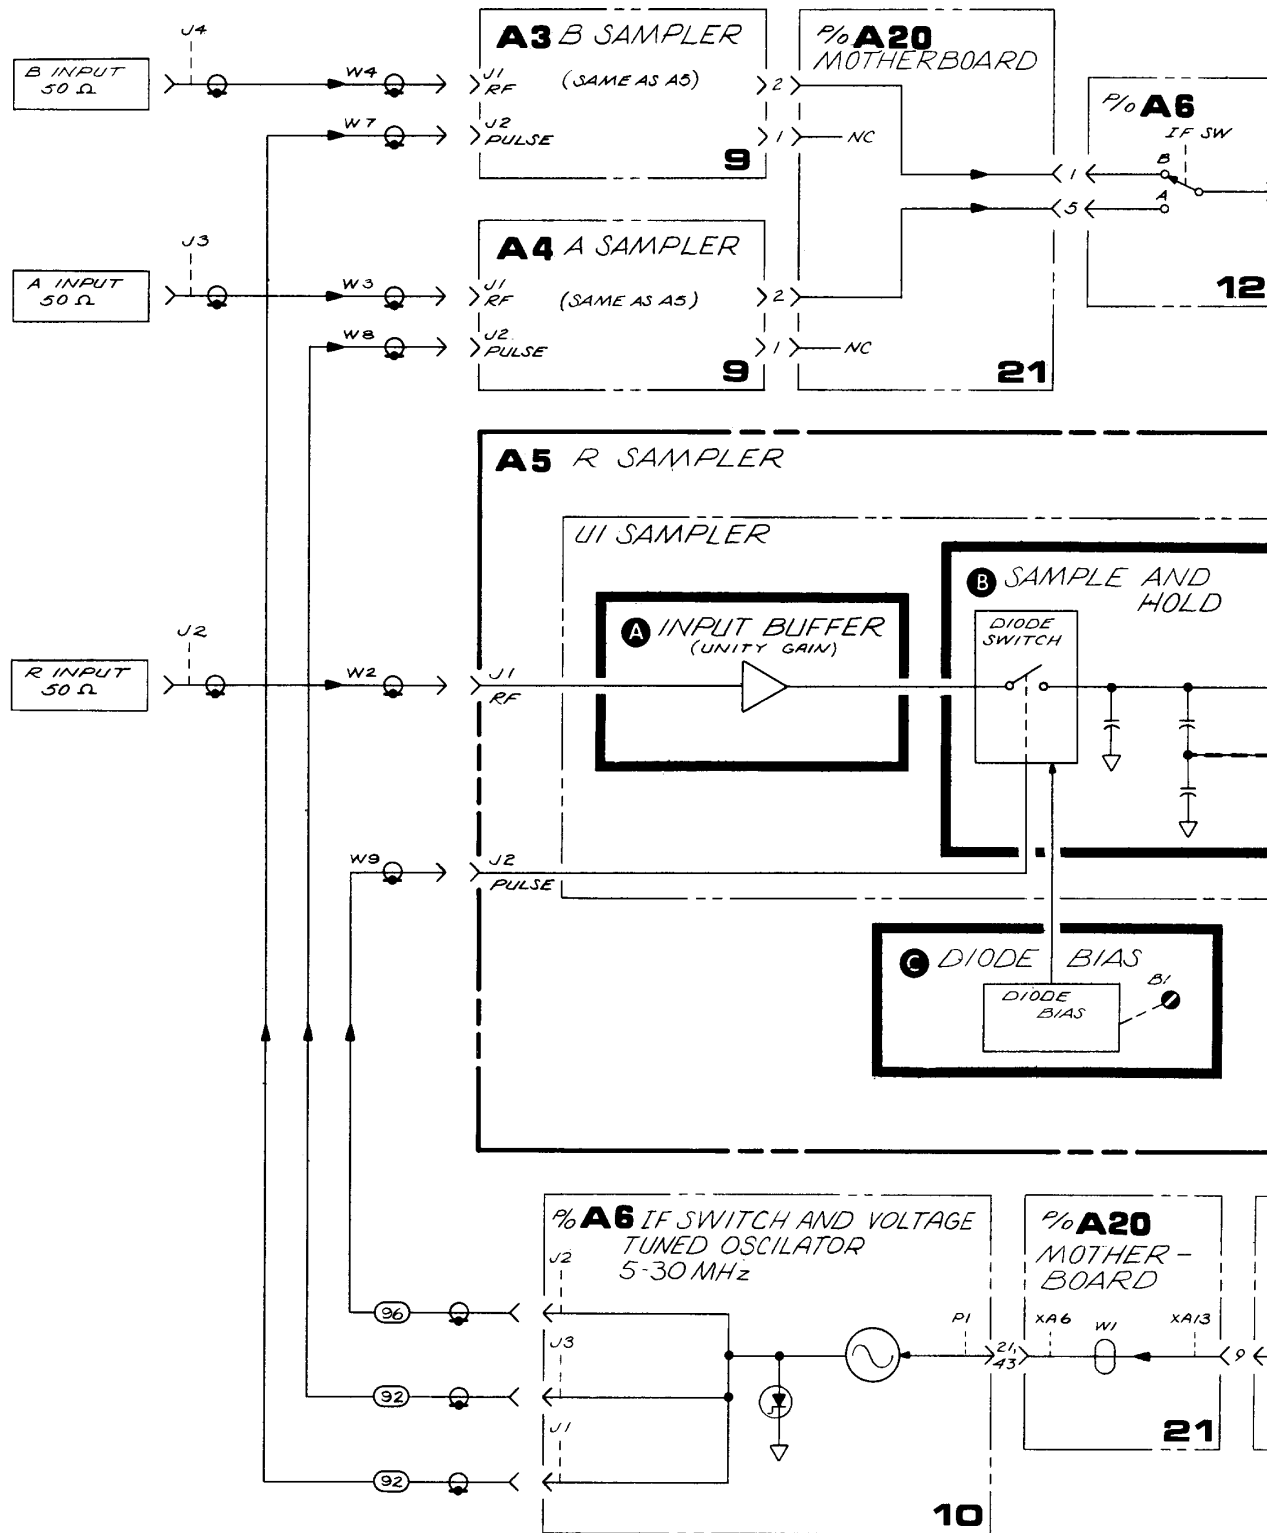 J4
B INPUT
50 Ω
W4
J1
RF
A3 B SAMPLER
(SAME AS A5)
2
W7
J2
PULSE
1
NC
9
P/O A20
MOTHERBOARD
P/O A6
IF SW
B
A
1
5
12
J3
A INPUT
50 Ω
W3
J1
RF
A4 A SAMPLER
(SAME AS A5)
2
W8
J2
PULSE
1
NC
9
21
A5 R SAMPLER
U1 SAMPLER
A INPUT BUFFER
(UNITY GAIN)
B SAMPLE AND
HOLD
DIODE
SWITCH
J2
R INPUT
50 Ω
W2
J1
RF
W9
J2
PULSE
C DIODE BIAS
DIODE
BIAS
B1
P/O A6 IF SWITCH AND VOLTAGE
TUNED OSCILATOR
5-30 MHz
J2
96
J3
92
J1
92
P1
21,
43
10
P/O A20
MOTHER-
BOARD
XA6
W1
XA13
9
21